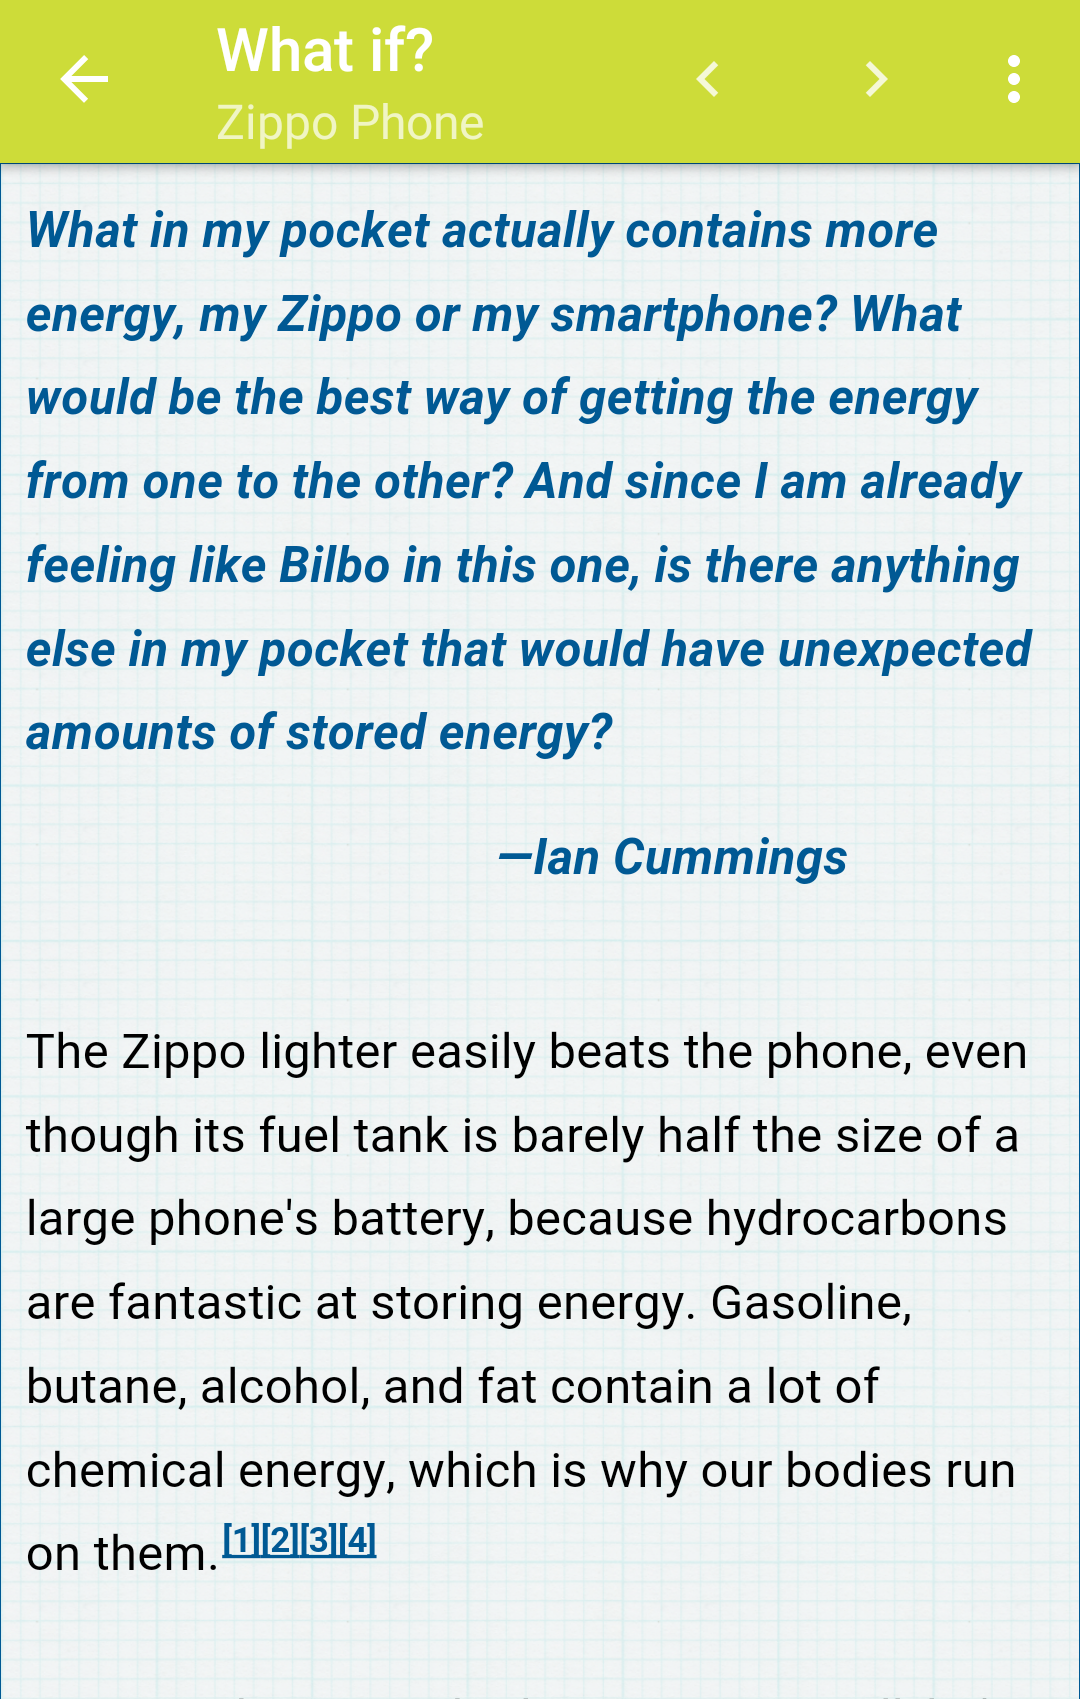 What if?
Zippo Phone
What in my pocket actually contains more
energy, my Zippo or my smartphone? What
would be the best way of getting the energy
from one to the other? And since I am already
feeling like Bilbo in this one, is there anything
else in my pocket that would have unexpected
amounts of stored energy?
—Ian Cummings
The Zippo lighter easily beats the phone, even
though its fuel tank is barely half the size of a
large phone's battery, because hydrocarbons
are fantastic at storing energy. Gasoline,
butane, alcohol, and fat contain a lot of
chemical energy, which is why our bodies run
on them.[1][2][3][4]